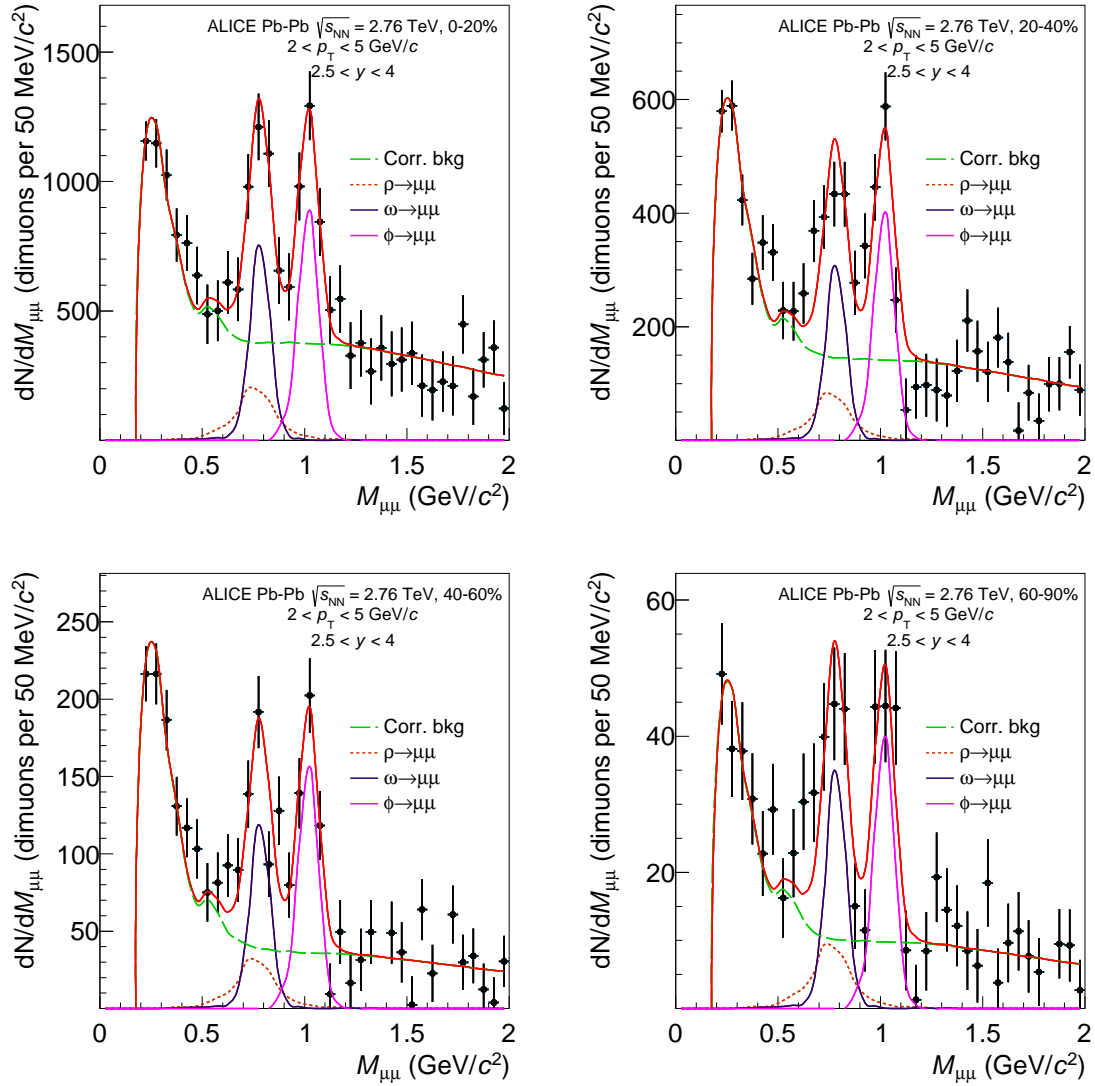 ALICE Pb-Pb √sNN = 2.76 TeV, 0-20%
2 < pT < 5 GeV/c
2.5 < y < 4
Corr. bkg
ρ→μμ
ω→μμ
ϕ→μμ
dN/dMμμ (dimuons per 50 MeV/c²)
1500
1000
500
0 0.5 1 1.5 2
Mμμ (GeV/c²)
ALICE Pb-Pb √sNN = 2.76 TeV, 20-40%
2 < pT < 5 GeV/c
2.5 < y < 4
Corr. bkg
ρ→μμ
ω→μμ
ϕ→μμ
dN/dMμμ (dimuons per 50 MeV/c²)
600
400
200
0 0.5 1 1.5 2
Mμμ (GeV/c²)
ALICE Pb-Pb √sNN = 2.76 TeV, 40-60%
2 < pT < 5 GeV/c
2.5 < y < 4
Corr. bkg
ρ→μμ
ω→μμ
ϕ→μμ
dN/dMμμ (dimuons per 50 MeV/c²)
250
200
150
100
50
0 0.5 1 1.5 2
Mμμ (GeV/c²)
ALICE Pb-Pb √sNN = 2.76 TeV, 60-90%
2 < pT < 5 GeV/c
2.5 < y < 4
Corr. bkg
ρ→μμ
ω→μμ
ϕ→μμ
dN/dMμμ (dimuons per 50 MeV/c²)
60
40
20
0 0.5 1 1.5 2
Mμμ (GeV/c²)